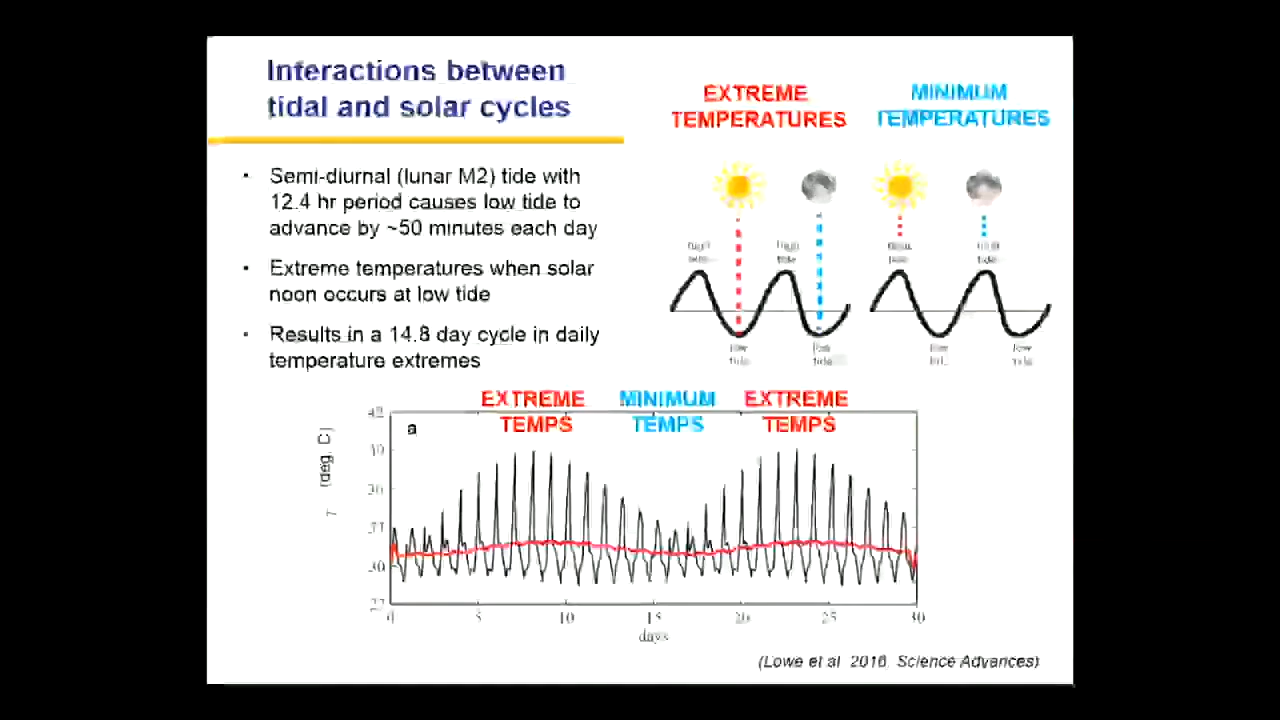 Interactions between
tidal and solar cycles
EXTREME
TEMPERATURES
MINIMUM
TEMPERATURES
• Semi-diurnal (lunar M2) tide with
12.4 hr period causes low tide to
advance by ~50 minutes each day
• Extreme temperatures when solar
noon occurs at low tide
• Results in a 14.8 day cycle in daily
temperature extremes
high
high
tide
tide
low
tide
low
tide
low
tide
EXTREME
TEMPS
MINIMUM
TEMPS
EXTREME
TEMPS
a
T (deg. C)
5
10
15
20
25
30
days
(Lowe et al. 2016, Science Advances)